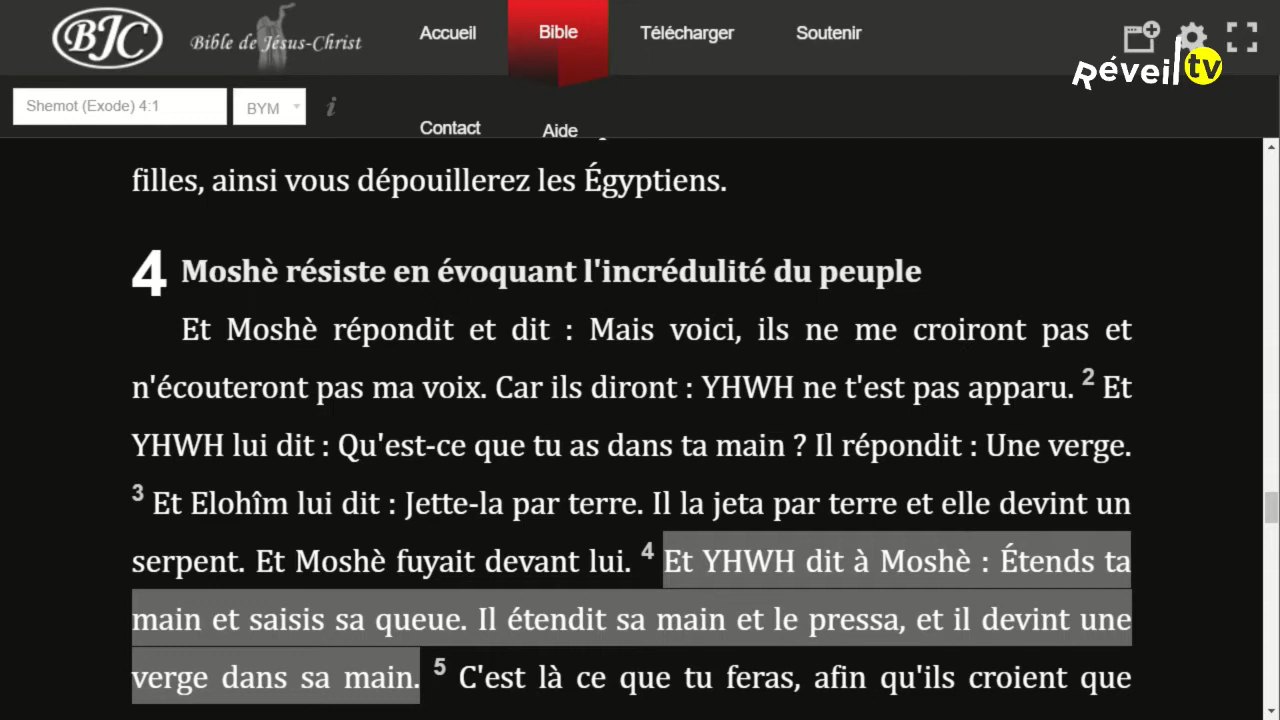 BJC
Bible de Jésus-Christ
Accueil
Bible
Télécharger
Soutenir
Réveil tv
Shemot (Exode) 4:1
BYM
i
Contact
Aide
filles, ainsi vous dépouillerez les Égyptiens.
4 Moshè résiste en évoquant l'incrédulité du peuple
Et Moshè répondit et dit : Mais voici, ils ne me croiront pas et
n'écouteront pas ma voix. Car ils diront : YHWH ne t'est pas apparu. 2 Et
YHWH lui dit : Qu'est-ce que tu as dans ta main ? Il répondit : Une verge.
3 Et Elohîm lui dit : Jette-la par terre. Il la jeta par terre et elle devint un
serpent. Et Moshè fuyait devant lui. 4 Et YHWH dit à Moshè : Étends ta
main et saisis sa queue. Il étendit sa main et le pressa, et il devint une
verge dans sa main. 5 C'est là ce que tu feras, afin qu'ils croient que